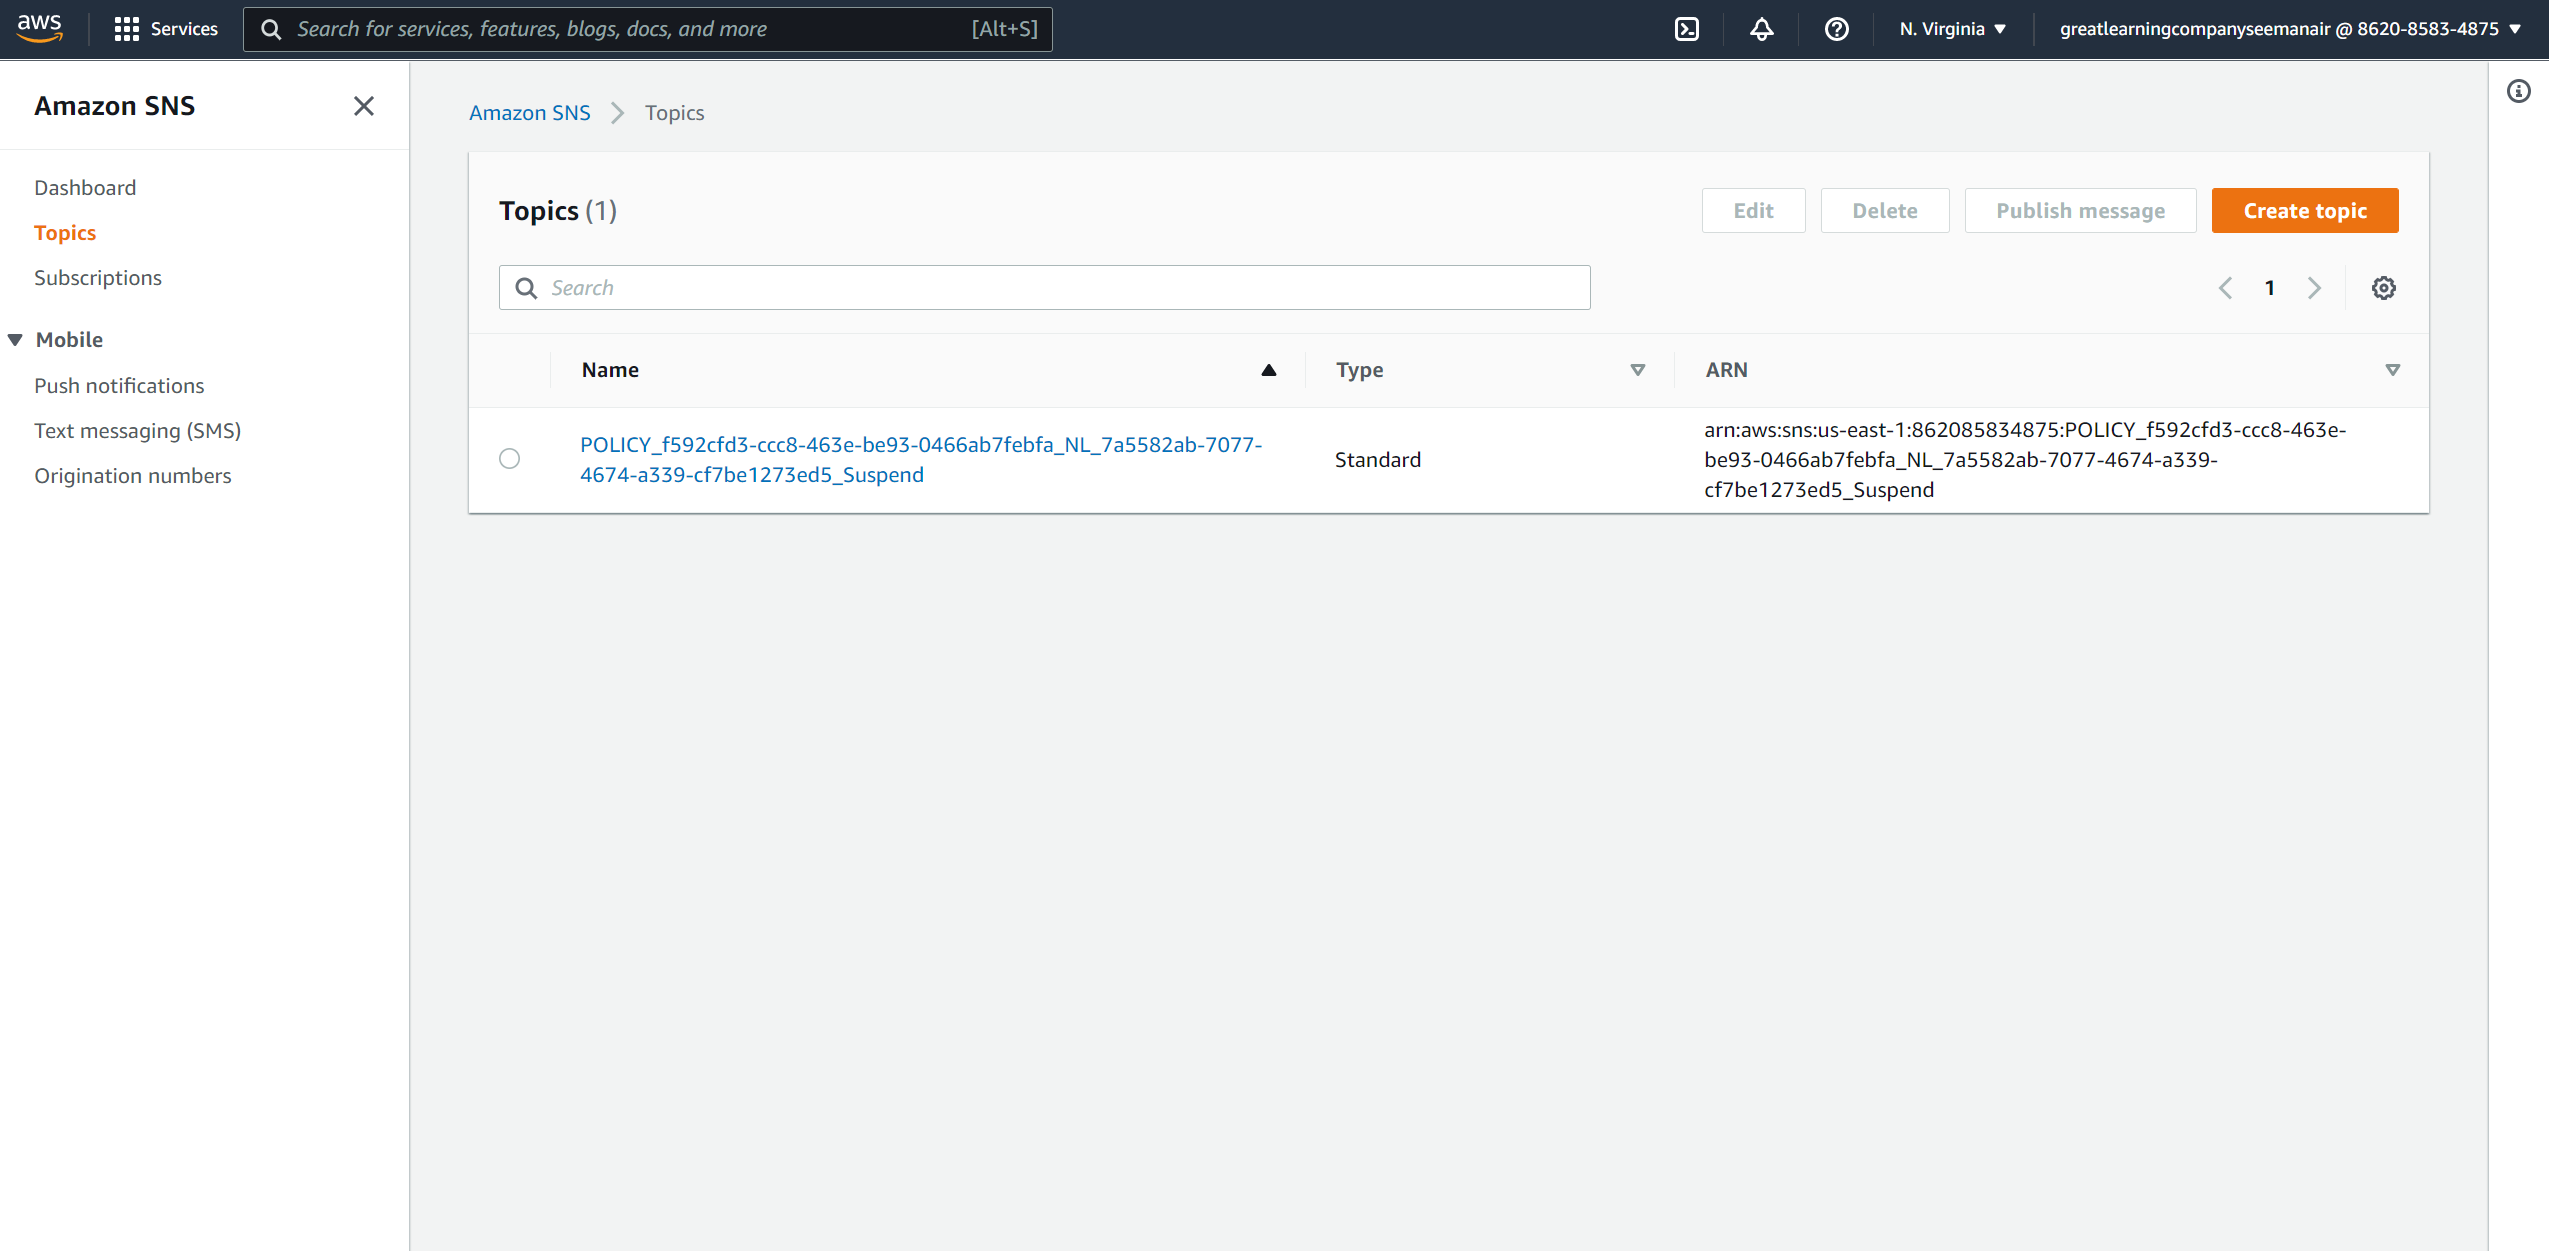 aws
Services
Search for services, features, blogs, docs, and more [Alt+S]
N. Virginia
greatlearningcompanyseemanair @ 8620-8583-4875
Amazon SNS
Dashboard
Topics
Subscriptions
Mobile
Push notifications
Text messaging (SMS)
Origination numbers
Amazon SNS Topics
Topics (1)
Edit
Delete
Publish message
Create topic
Search
1
Name
Type
ARN
POLICY_f592cfd3-ccc8-463e-be93-0466ab7febfa_NL_7a5582ab-7077-
4674-a339-cf7be1273ed5_Suspend
Standard
arn:aws:sns:us-east-1:862085834875:POLICY_f592cfd3-ccc8-463e-
be93-0466ab7febfa_NL_7a5582ab-7077-4674-a339-
cf7be1273ed5_Suspend